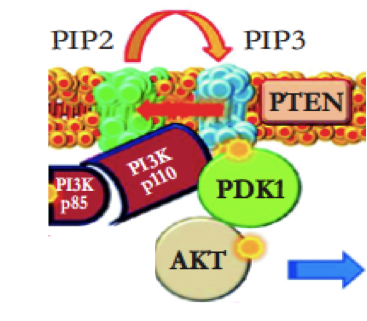 PIP2
PIP3
PTEN
PI3K
p110
PI3K
p85
PDK1
AKT